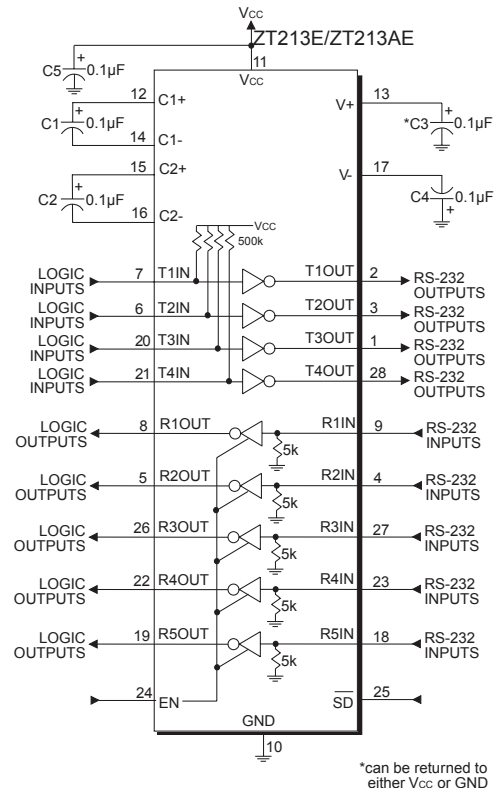 Vcc
ZT213E/ZT213AE
11
Vcc
C5 + 0.1µF
12 C1+
C1 + 0.1µF
14 C1-
15 C2+
C2 + 0.1µF
16 C2-
V+ 13
+
*C3 0.1µF
V- 17
C4 0.1µF
+
Vcc
500k
LOGIC INPUTS 7 T1IN T1OUT 2 RS-232 OUTPUTS
LOGIC INPUTS 6 T2IN T2OUT 3 RS-232 OUTPUTS
LOGIC INPUTS 20 T3IN T3OUT 1 RS-232 OUTPUTS
LOGIC INPUTS 21 T4IN T4OUT 28 RS-232 OUTPUTS
LOGIC OUTPUTS 8 R1OUT R1IN 9 RS-232 INPUTS
5k
LOGIC OUTPUTS 5 R2OUT R2IN 4 RS-232 INPUTS
5k
LOGIC OUTPUTS 26 R3OUT R3IN 27 RS-232 INPUTS
5k
LOGIC OUTPUTS 22 R4OUT R4IN 23 RS-232 INPUTS
5k
LOGIC OUTPUTS 19 R5OUT R5IN 18 RS-232 INPUTS
5k
24 EN SD 25
GND
10
*can be returned to
either Vcc or GND